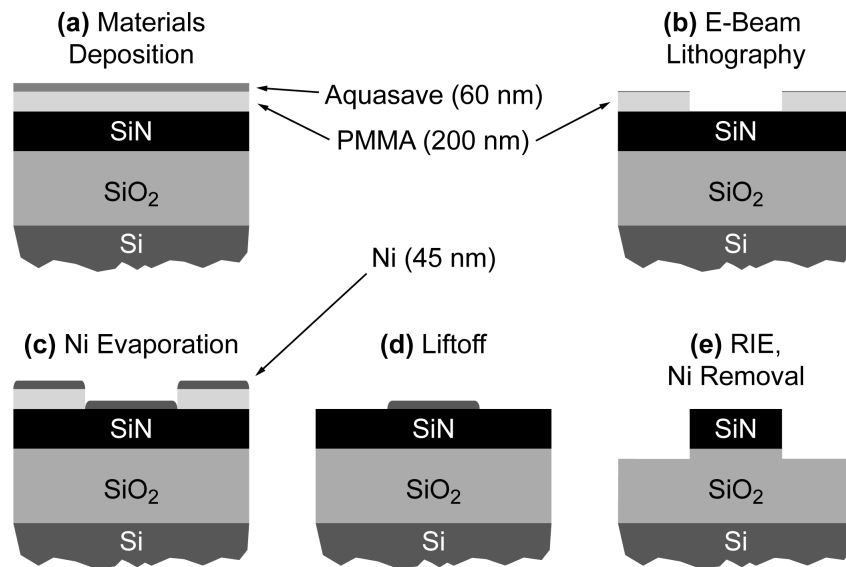 (a) Materials
Deposition
Aquasave (60 nm)
PMMA (200 nm)
SiN
SiO₂
Si
(b) E-Beam
Lithography
SiN
SiO₂
Si
Ni (45 nm)
(c) Ni Evaporation
SiN
SiO₂
Si
(d) Liftoff
SiN
SiO₂
Si
(e) RIE,
Ni Removal
SiN
SiO₂
Si